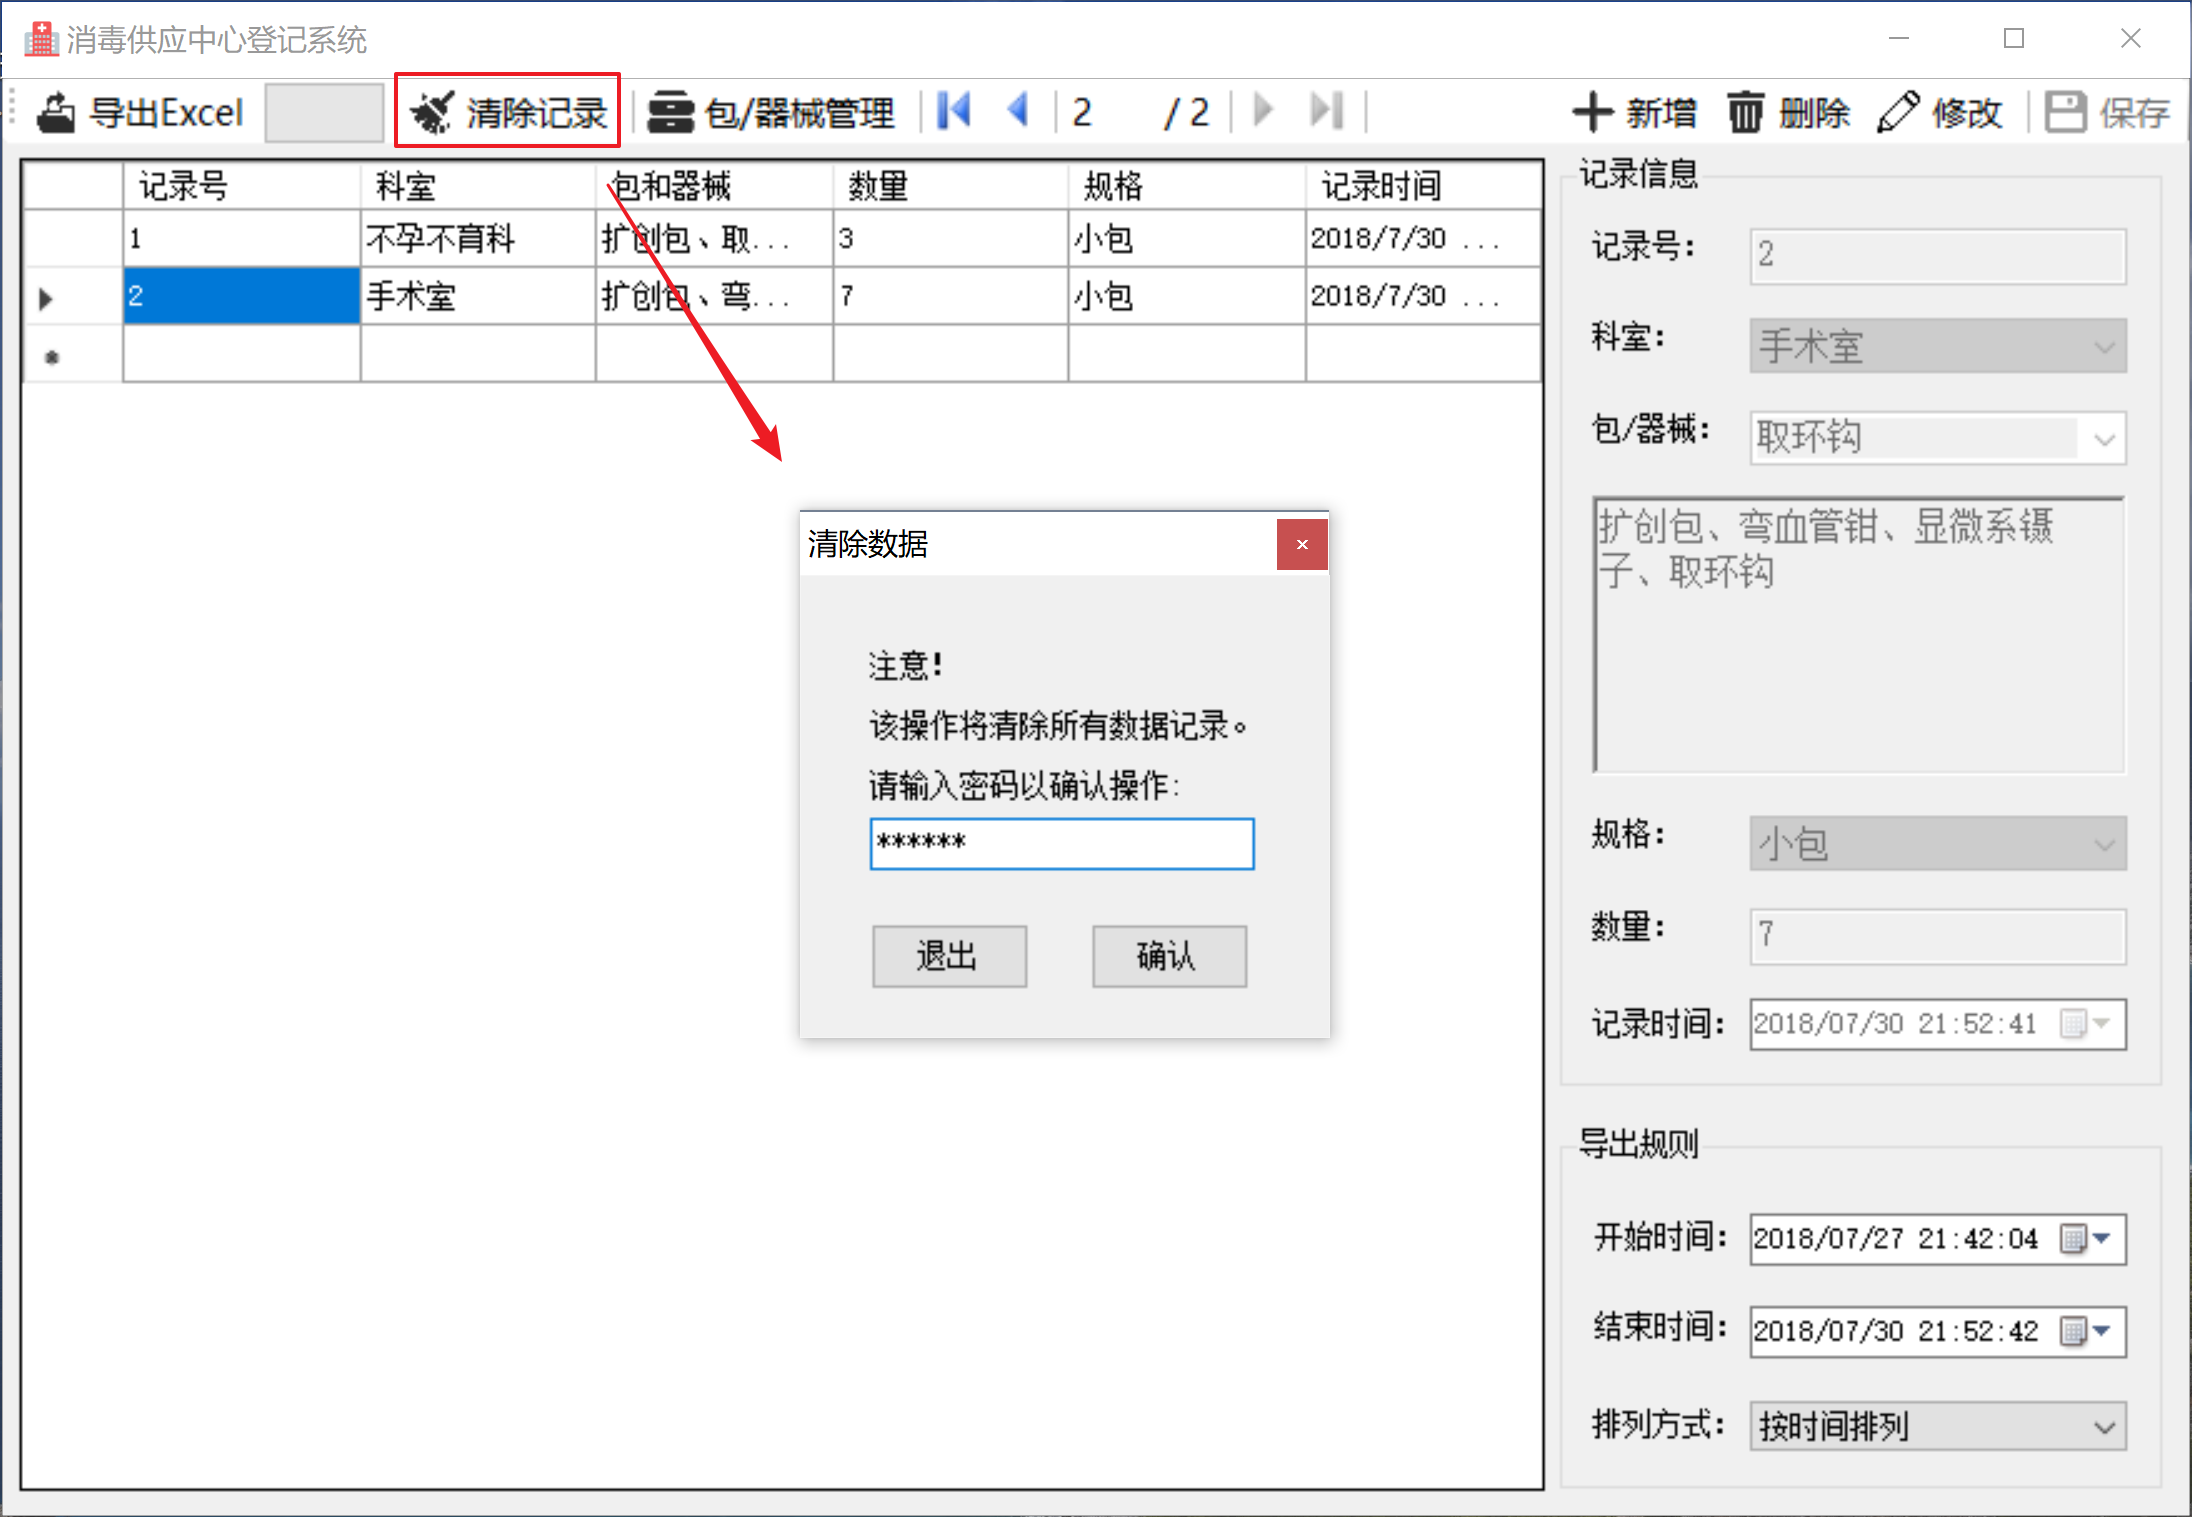 消毒供应中心登记系统
导出Excel 清除记录 包/器械管理 2 / 2 新增 删除 修改 保存
记录号 科室 包和器械 数量 规格 记录时间
1 不孕不育科 扩创包、取... 3 小包 2018/7/30 ...
2 手术室 扩创包、弯... 7 小包 2018/7/30 ...
清除数据
注意!
该操作将清除所有数据记录。
请输入密码以确认操作:
******
退出 确认
记录信息
记录号: 2
科室: 手术室
包/器械: 取环钩
扩创包、弯血管钳、显微系镊
子、取环钩
规格: 小包
数量: 7
记录时间: 2018/07/30 21:52:41
导出规则
开始时间: 2018/07/27 21:42:04
结束时间: 2018/07/30 21:52:42
排列方式: 按时间排列